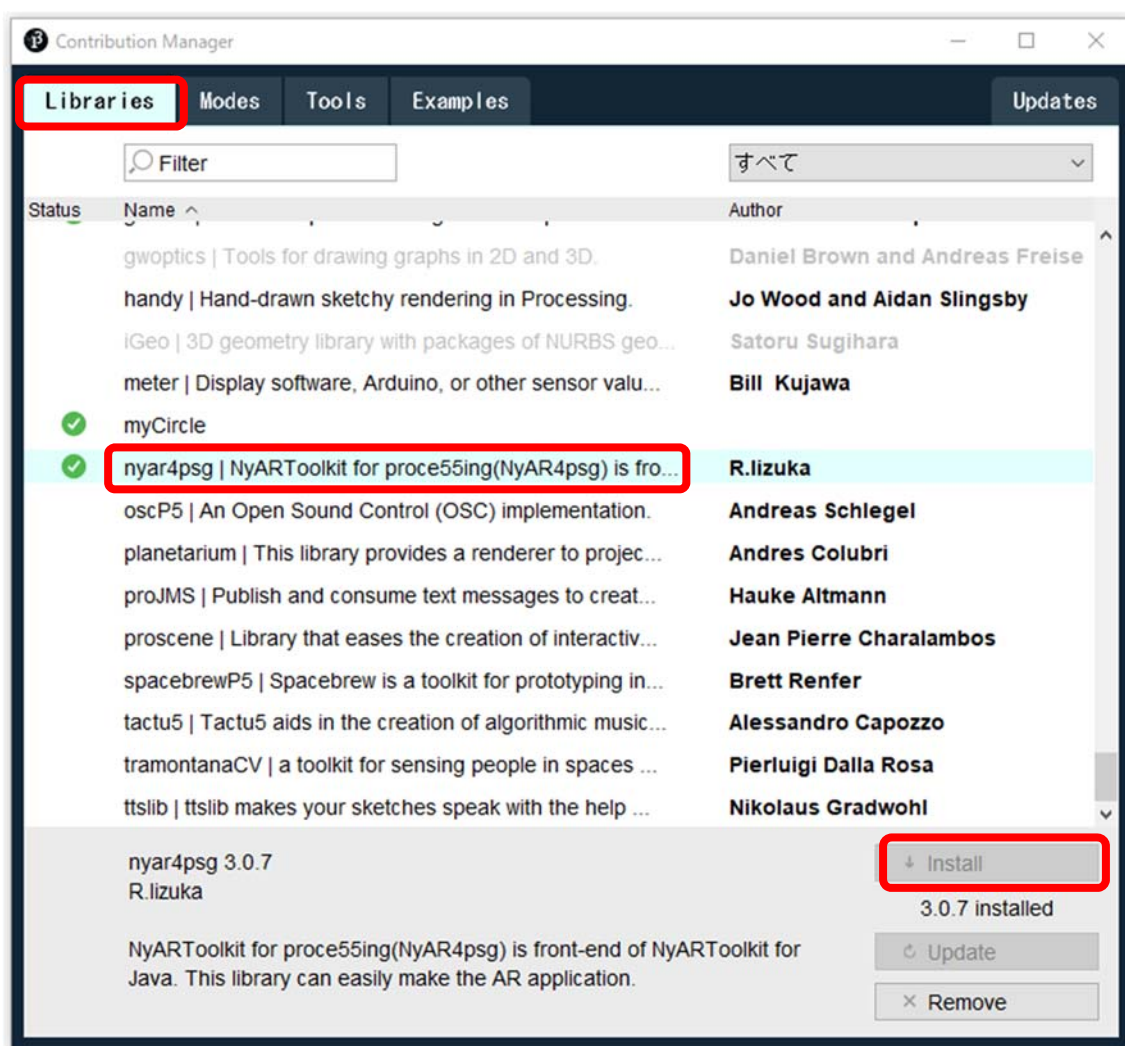 Contribution Manager
Libraries Modes Tools Examples Updates
Filter すべて
Status Name Author
gwoptics | Tools for drawing graphs in 2D and 3D. Daniel Brown and Andreas Freise
handy | Hand-drawn sketchy rendering in Processing. Jo Wood and Aidan Slingsby
iGeo | 3D geometry library with packages of NURBS geo... Satoru Sugihara
meter | Display software, Arduino, or other sensor valu... Bill Kujawa
myCircle
nyar4psg | NyARToolkit for proce55ing(NyAR4psg) is fro... R.Iizuka
oscP5 | An Open Sound Control (OSC) implementation. Andreas Schlegel
planetarium | This library provides a renderer to projec... Andres Colubri
proJMS | Publish and consume text messages to creat... Hauke Altmann
proscene | Library that eases the creation of interactiv... Jean Pierre Charalambos
spacebrewP5 | Spacebrew is a toolkit for prototyping in... Brett Renfer
tactu5 | Tactu5 aids in the creation of algorithmic music... Alessandro Capozzo
tramontanaCV | a toolkit for sensing people in spaces ... Pierluigi Dalla Rosa
ttslib | ttslib makes your sketches speak with the help ... Nikolaus Gradwohl
nyar4psg 3.0.7 Install
R.Iizuka
3.0.7 installed
NyARToolkit for proce55ing(NyAR4psg) is front-end of NyARToolkit for Update
Java. This library can easily make the AR application.
Remove